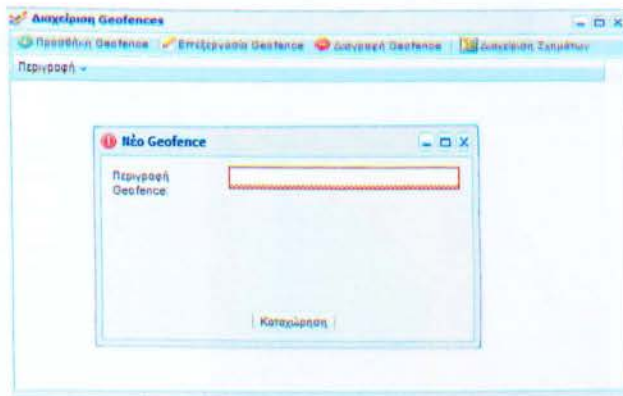 Διαχείριση Geofences
Προσθήκη Geofence Επεξεργασία Geofence Διαγραφή Geofence Διαχείριση Σχημάτων
Περιγραφή
Νέο Geofence
Περιγραφή
Geofence:
Καταχώρηση